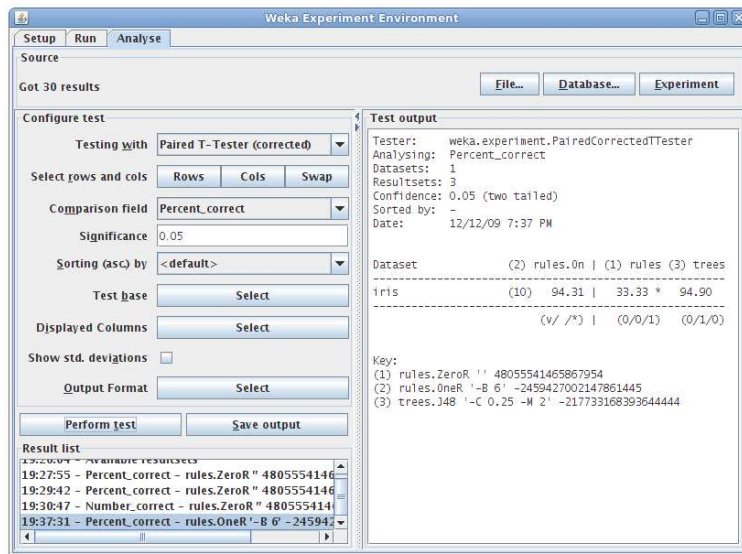 Weka Experiment Environment
Setup Run Analyse
Source
Got 30 results
File... Database... Experiment
Configure test
Testing with Paired T-Tester (corrected)
Select rows and cols Rows Cols Swap
Comparison field Percent_correct
Significance 0.05
Sorting (asc.) by <default>
Test base Select
Displayed Columns Select
Show std. deviations
Output Format Select
Perform test Save output
Result list
Available resultsets
19:27:55 - Percent_correct - rules.ZeroR '' 4805554146
19:29:42 - Percent_correct - rules.ZeroR '' 4805554146
19:30:47 - Number_correct - rules.ZeroR '' 480555414
19:37:31 - Percent_correct - rules.OneR '-B 6' -245942
Test output
Tester: weka.experiment.PairedCorrectedTTester
Analysing: Percent_correct
Datasets: 1
Resultsets: 3
Confidence: 0.05 (two tailed)
Sorted by: -
Date: 12/12/09 7:37 PM
Dataset (2) rules.On | (1) rules (3) trees
iris (10) 94.31 | 33.33 * 94.90
(v/ /*) | (0/0/1) (0/1/0)
Key:
(1) rules.ZeroR '' 48055541465867954
(2) rules.OneR '-B 6' -2459427002147861445
(3) trees.J48 '-C 0.25 -M 2' -217733168393644444